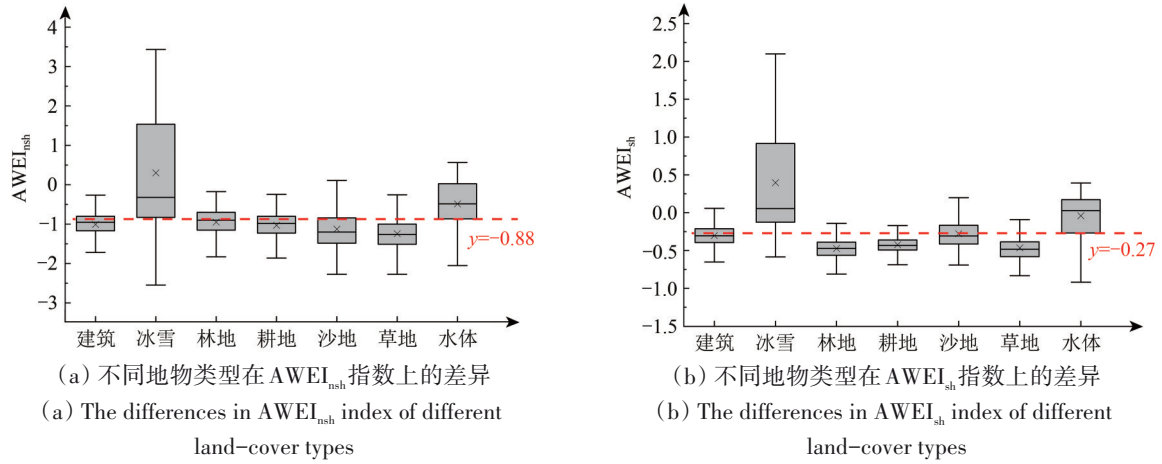 4
3
2
1
0
−1
−2
−3
AWEI_nsh
y=−0.88
建筑 冰雪 林地 耕地 沙地 草地 水体
(a)不同地物类型在AWEI_nsh指数上的差异
(a) The differences in AWEI_nsh index of different
land−cover types
2.5
2.0
1.5
1.0
0.5
0.0
−0.5
−1.0
−1.5
AWEI_sh
y=−0.27
建筑 冰雪 林地 耕地 沙地 草地 水体
(b)不同地物类型在AWEI_sh指数上的差异
(b) The differences in AWEI_sh index of different
land−cover types